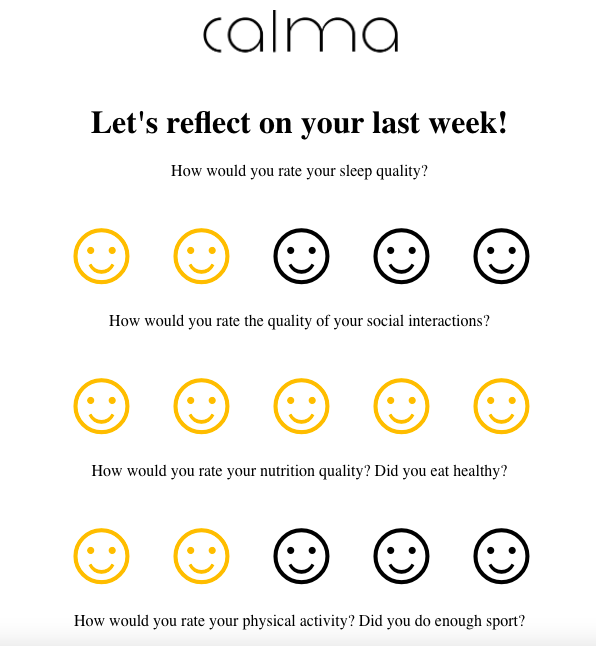 calma
Let's reflect on your last week!
How would you rate your sleep quality?
How would you rate the quality of your social interactions?
How would you rate your nutrition quality? Did you eat healthy?
How would you rate your physical activity? Did you do enough sport?